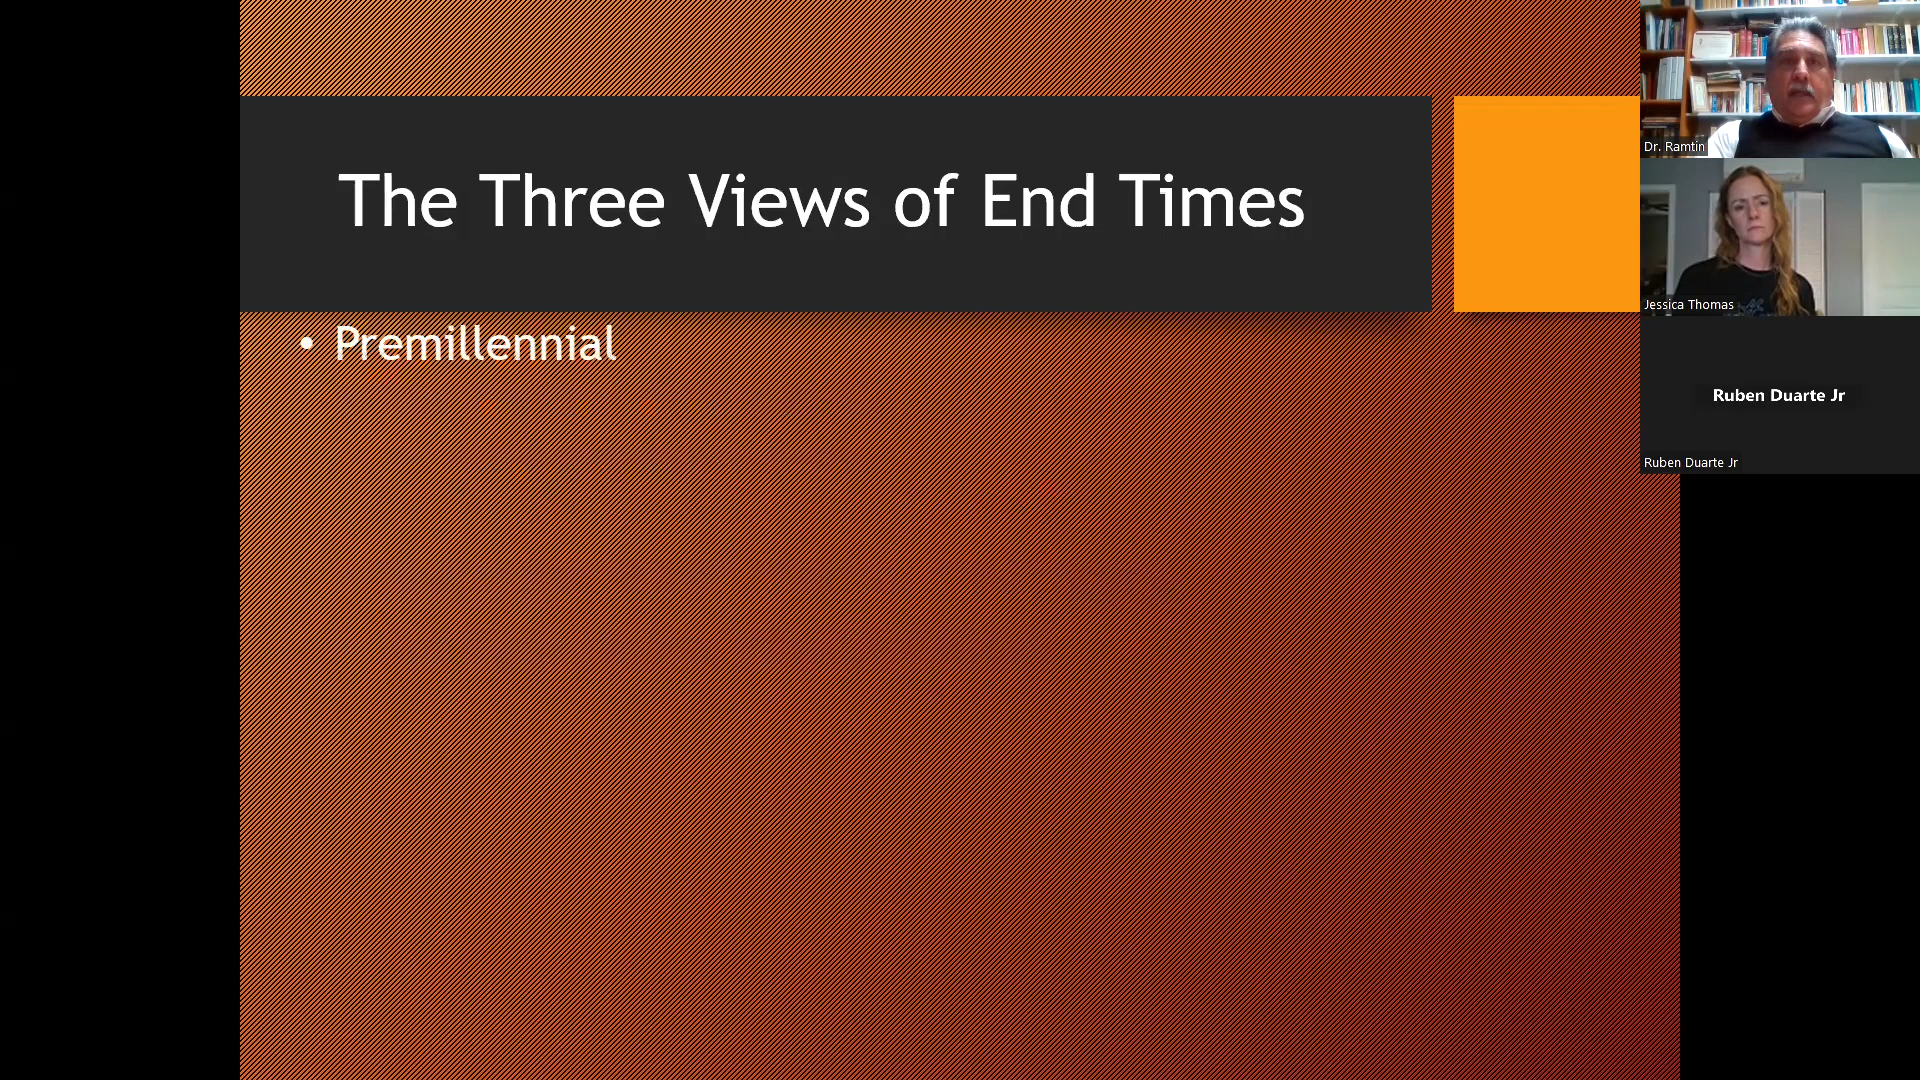 The Three Views of End Times
• Premillennial
Dr. Ramtin
Jessica Thomas
Ruben Duarte Jr
Ruben Duarte Jr